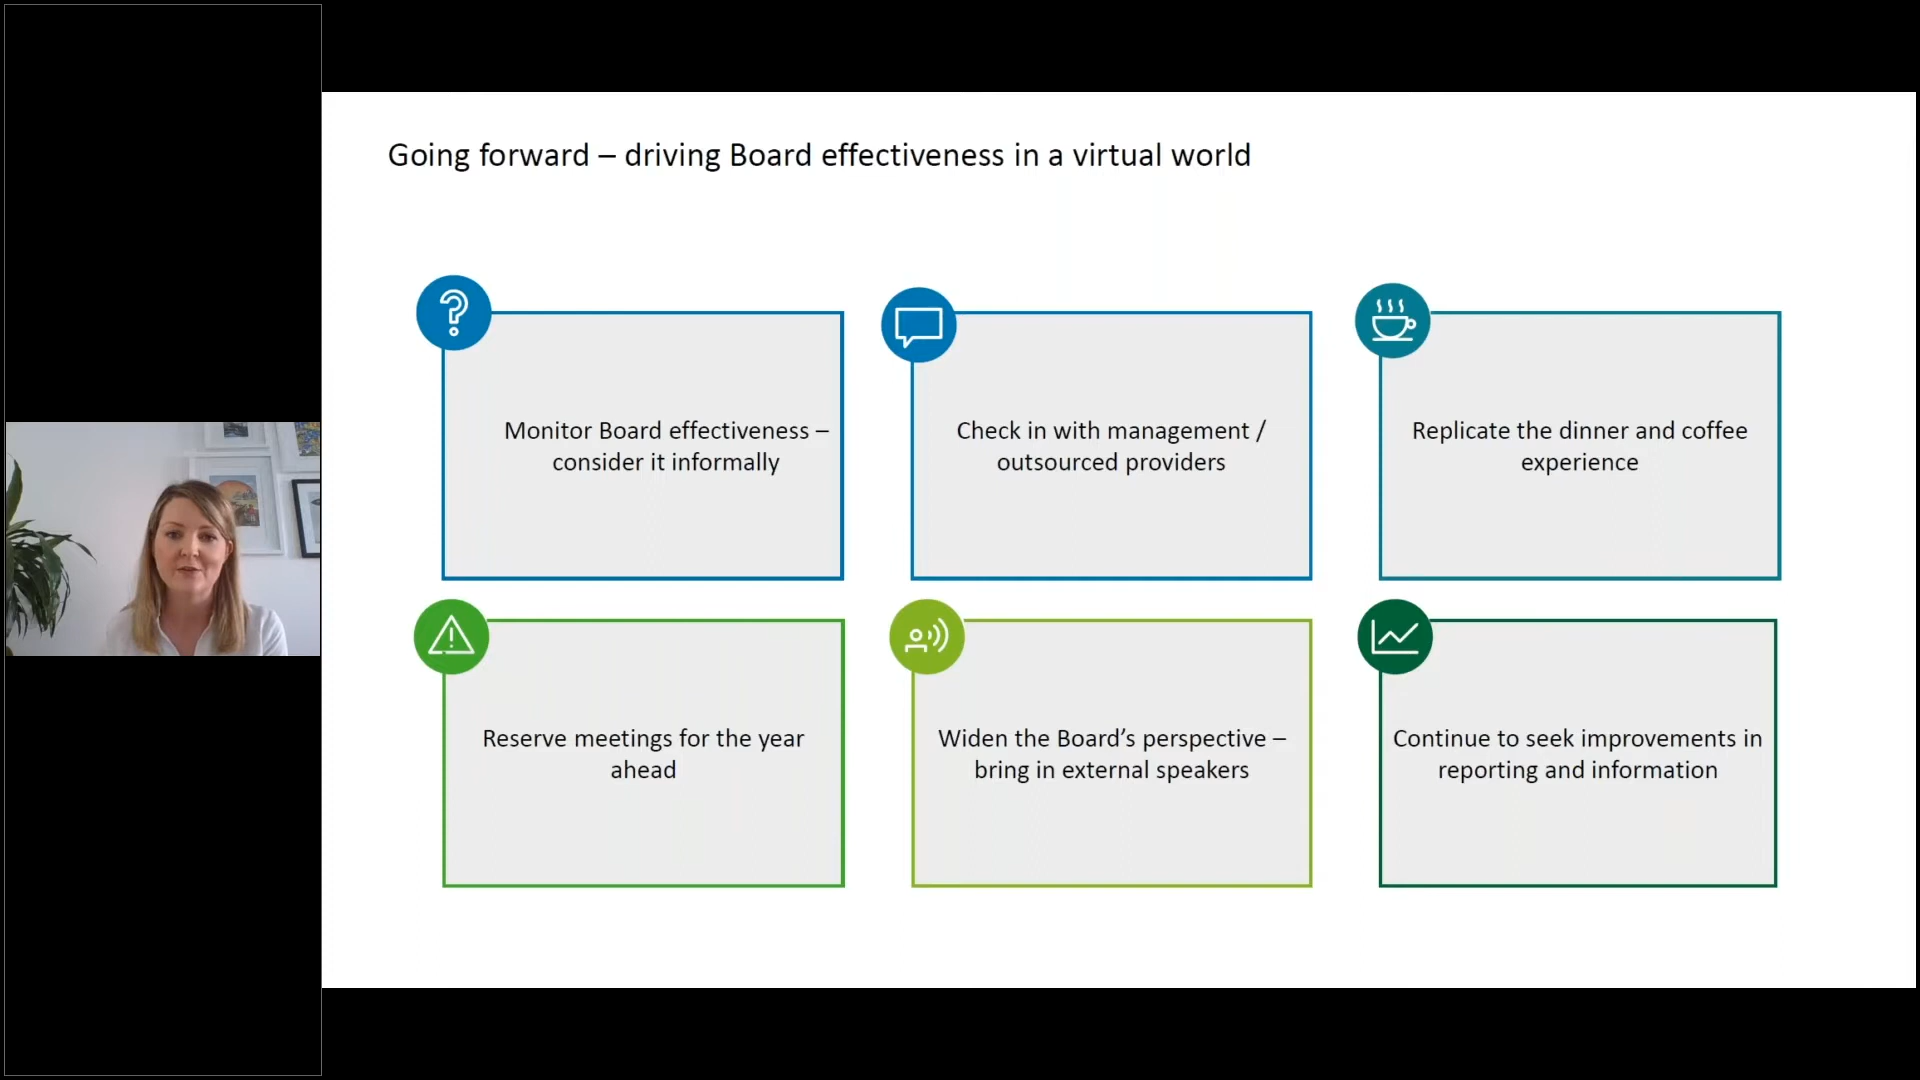 Going forward – driving Board effectiveness in a virtual world
Monitor Board effectiveness –
consider it informally
Check in with management /
outsourced providers
Replicate the dinner and coffee
experience
Reserve meetings for the year
ahead
Widen the Board’s perspective –
bring in external speakers
Continue to seek improvements in
reporting and information